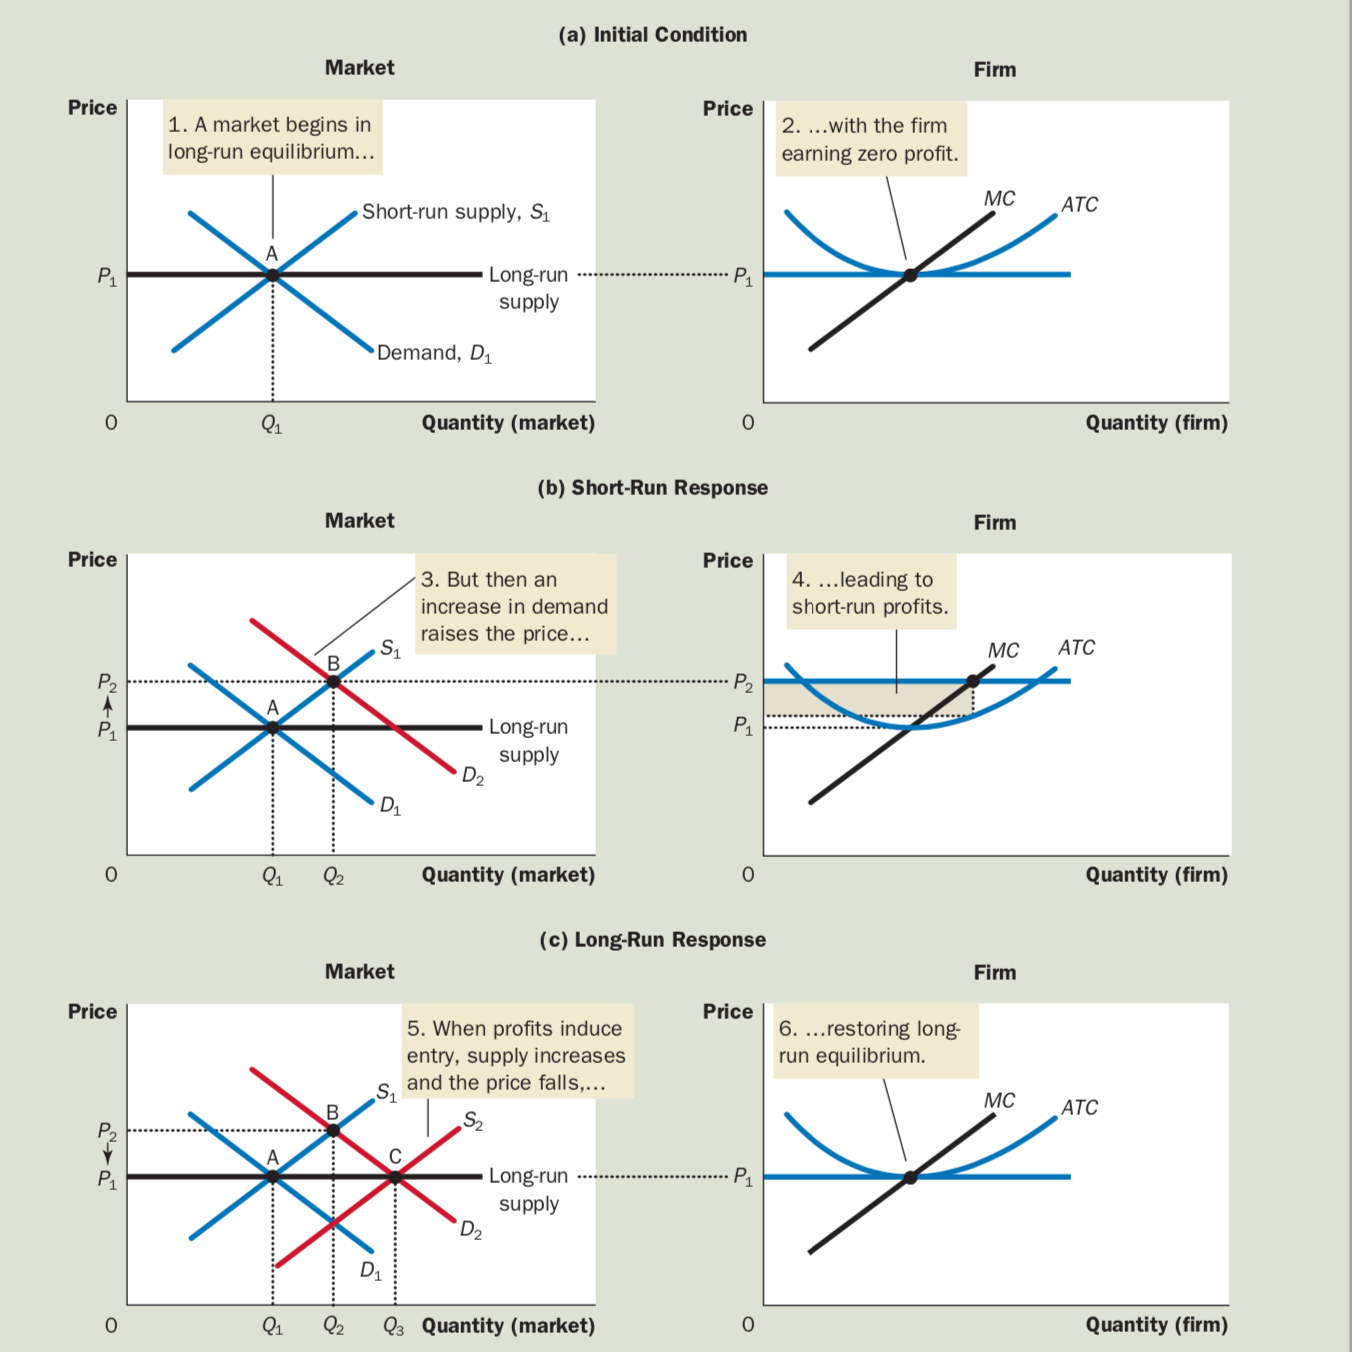 (a) Initial Condition
Market
Firm
Price
1. A market begins in
long-run equilibrium…
Short-run supply, S₁
A
P₁
Long-run
supply
Demand, D₁
0
Q₁
Quantity (market)
Price
2. …with the firm
earning zero profit.
MC
ATC
P₁
0
Quantity (firm)
(b) Short-Run Response
Market
Firm
Price
3. But then an
increase in demand
raises the price…
S₁
B
P₂
A
P₁
Long-run
supply
D₂
D₁
0
Q₁
Q₂
Quantity (market)
Price
4. …leading to
short-run profits.
MC
ATC
P₂
P₁
0
Quantity (firm)
(c) Long-Run Response
Market
Firm
Price
5. When profits induce
entry, supply increases
and the price falls,…
S₁
S₂
B
P₂
A
C
P₁
Long-run
supply
D₂
D₁
0
Q₁
Q₂
Q₃
Quantity (market)
Price
6. …restoring long-
run equilibrium.
MC
ATC
P₁
0
Quantity (firm)